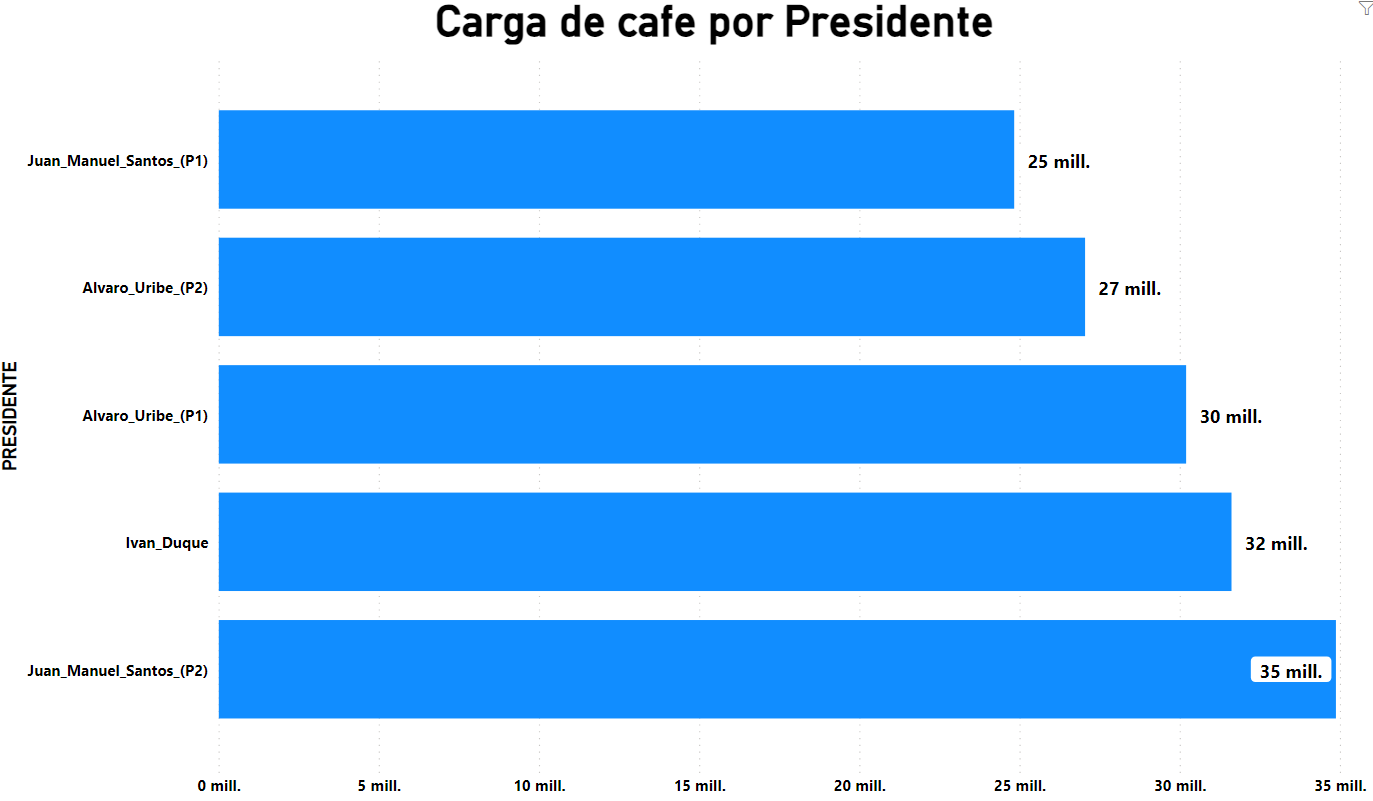 Carga de cafe por Presidente
PRESIDENTE
Juan_Manuel_Santos_(P1)
25 mill.
Alvaro_Uribe_(P2)
27 mill.
Alvaro_Uribe_(P1)
30 mill.
Ivan_Duque
32 mill.
Juan_Manuel_Santos_(P2)
35 mill.
0 mill. 5 mill. 10 mill. 15 mill. 20 mill. 25 mill. 30 mill. 35 mill.